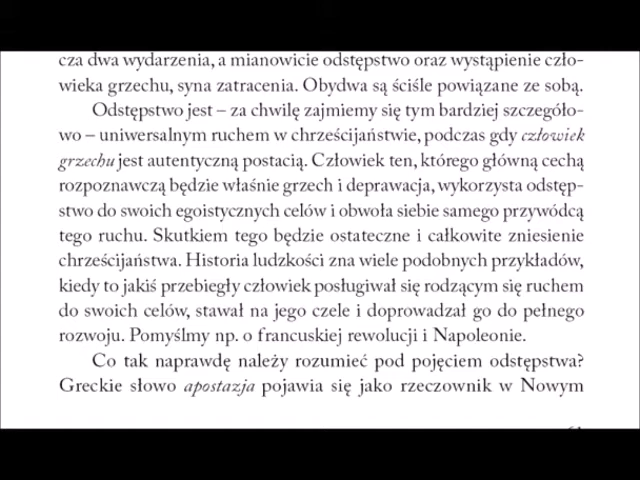 cza dwa wydarzenia, a mianowicie odstępstwo oraz wystąpienie czło-
wieka grzechu, syna zatracenia. Obydwa są ściśle powiązane ze sobą.
Odstępstwo jest – za chwilę zajmiemy się tym bardziej szczegóło-
wo – uniwersalnym ruchem w chrześcijaństwie, podczas gdy człowiek
grzechu jest autentyczną postacią. Człowiek ten, którego główną cechą
rozpoznawczą będzie właśnie grzech i deprawacja, wykorzysta odstęp-
stwo do swoich egoistycznych celów i obwoła siebie samego przywódcą
tego ruchu. Skutkiem tego będzie ostateczne i całkowite zniesienie
chrześcijaństwa. Historia ludzkości zna wiele podobnych przykładów,
kiedy to jakiś przebiegły człowiek posługiwał się rodzącym się ruchem
do swoich celów, stawał na jego czele i doprowadzał go do pełnego
rozwoju. Pomyślmy np. o francuskiej rewolucji i Napoleonie.
Co tak naprawdę należy rozumieć pod pojęciem odstępstwa?
Greckie słowo apostazja pojawia się jako rzeczownik w Nowym